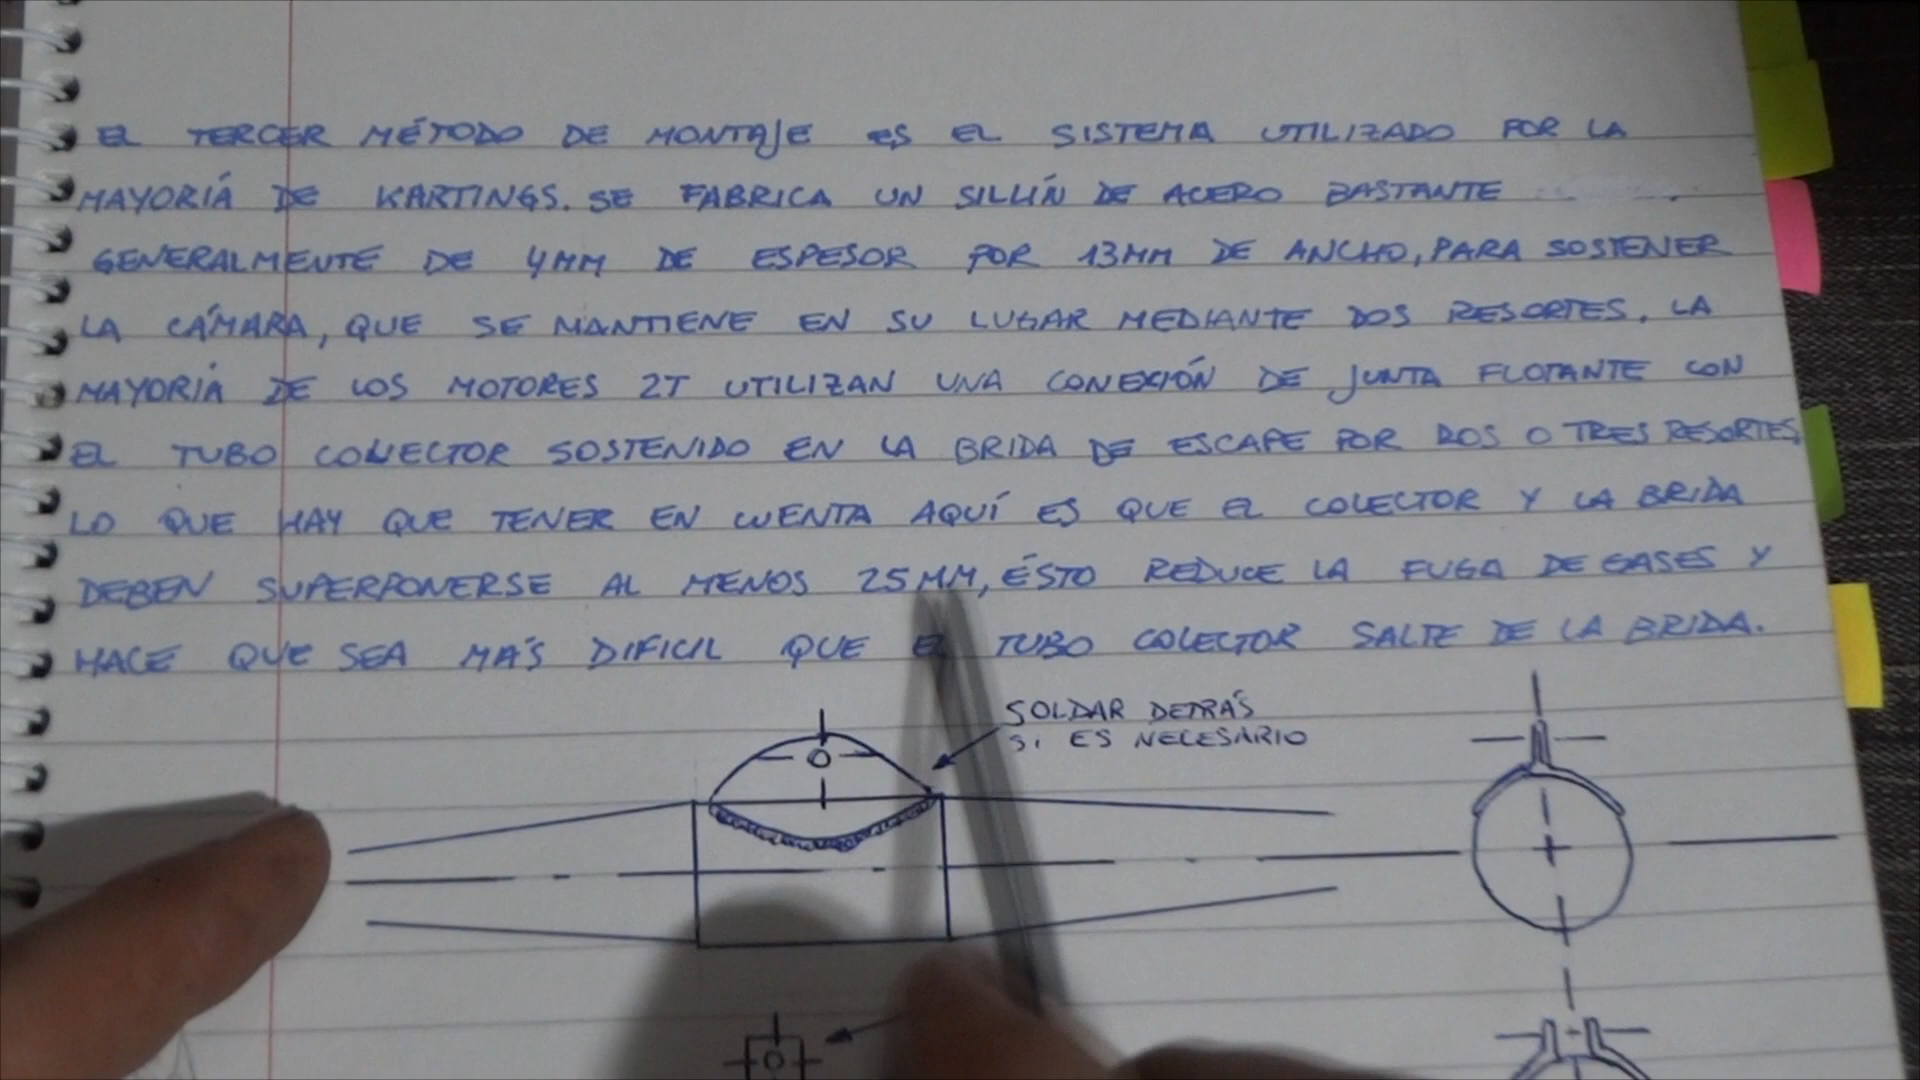 EL TERCER MÉTODO DE MONTAJE ES EL SISTEMA UTILIZADO POR LA
MAYORIÁ DE KARTINGS. SE FABRICA UN SILLÍN DE ACERO BASTANTE
GENERALMENTE DE 4MM DE ESPESOR POR 13MM DE ANCHO, PARA SOSTENER
LA CÁMARA, QUE SE MANTIENE EN SU LUGAR MEDIANTE DOS RESORTES. LA
MAYORIÁ DE LOS MOTORES 2T UTILIZAN UNA CONEXIÓN DE JUNTA FLOTANTE CON
EL TUBO COLLECTOR SOSTENIDO EN LA BRIDA DE ESCAPE POR DOS O TRES RESORTES,
LO QUE HAY QUE TENER EN CUENTA AQUÍ ES QUE EL COLECTOR Y LA BRIDA
DEBEN SUPERPONERSE AL MENOS 25MM, ÉSTO REDUCE LA FUGA DE GASES Y
HACE QUE SEA MÁS DIFICIL QUE EL TUBO COLECTOR SALTE DE LA BRIDA.
SOLDAR DETRÁS
SI ES NECESARIO